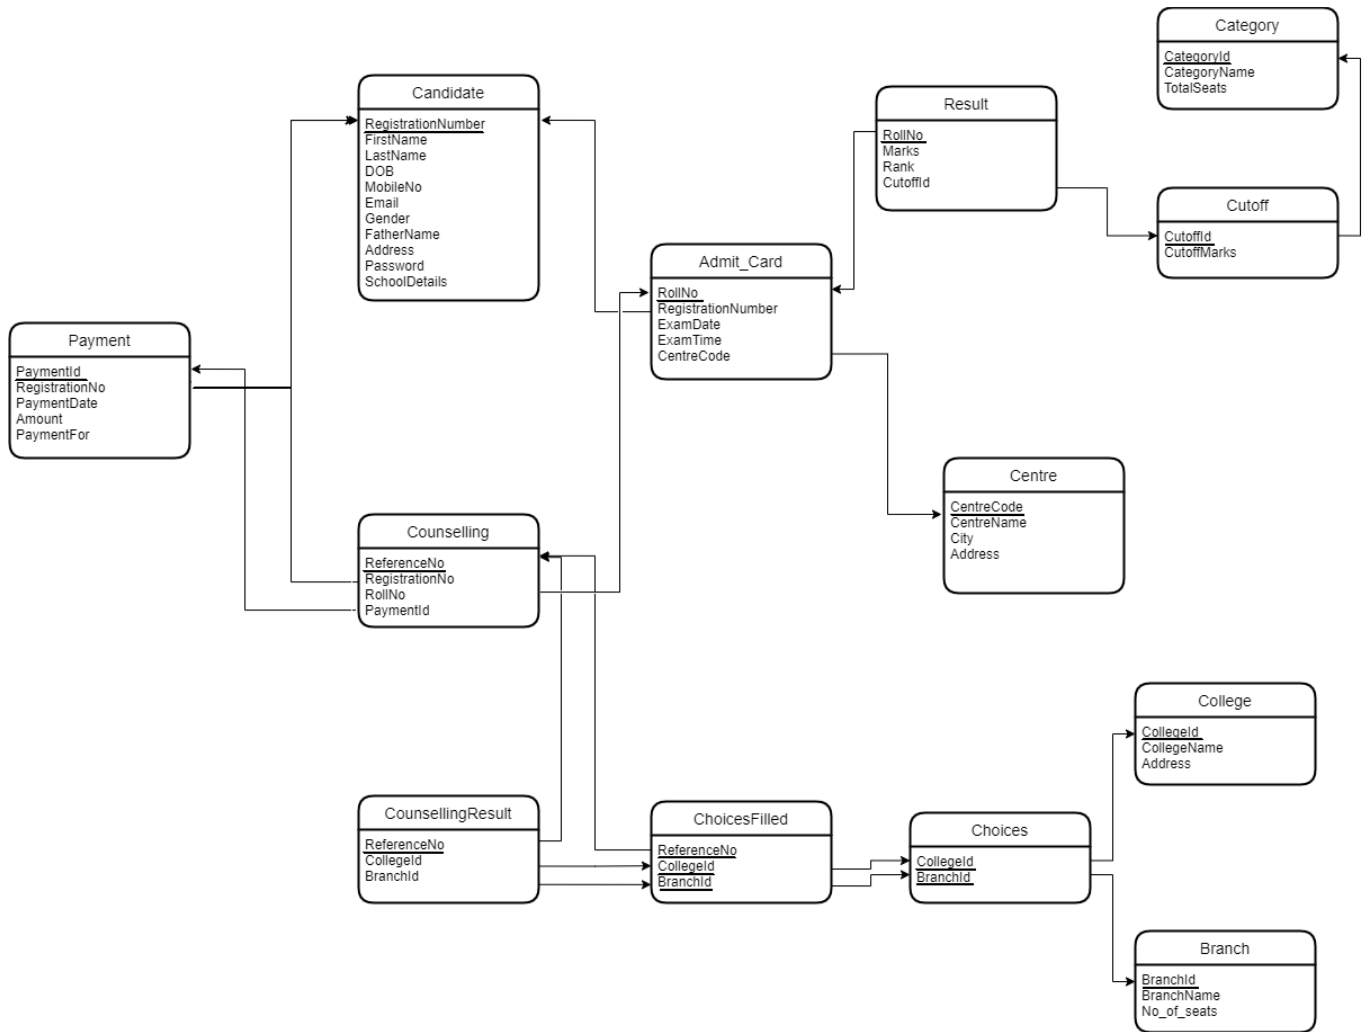 Category
CategoryId
CategoryName
TotalSeats
Candidate
RegistrationNumber
FirstName
LastName
DOB
MobileNo
Email
Gender
FatherName
Address
Password
SchoolDetails
Result
RollNo
Marks
Rank
CutoffId
Cutoff
CutoffId
CutoffMarks
Admit_Card
RollNo
RegistrationNumber
ExamDate
ExamTime
CentreCode
Payment
PaymentId
RegistrationNo
PaymentDate
Amount
PaymentFor
Centre
CentreCode
CentreName
City
Address
Counselling
ReferenceNo
RegistrationNo
RollNo
PaymentId
College
CollegeId
CollegeName
Address
CounsellingResult
ReferenceNo
CollegeId
BranchId
ChoicesFilled
ReferenceNo
CollegeId
BranchId
Choices
CollegeId
BranchId
Branch
BranchId
BranchName
No_of_seats